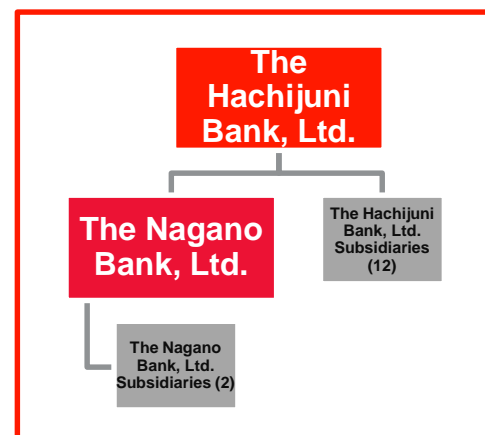 The
Hachijuni
Bank, Ltd.
The Nagano
Bank, Ltd.
The Hachijuni
Bank, Ltd.
Subsidiaries
(12)
The Nagano
Bank, Ltd.
Subsidiaries (2)